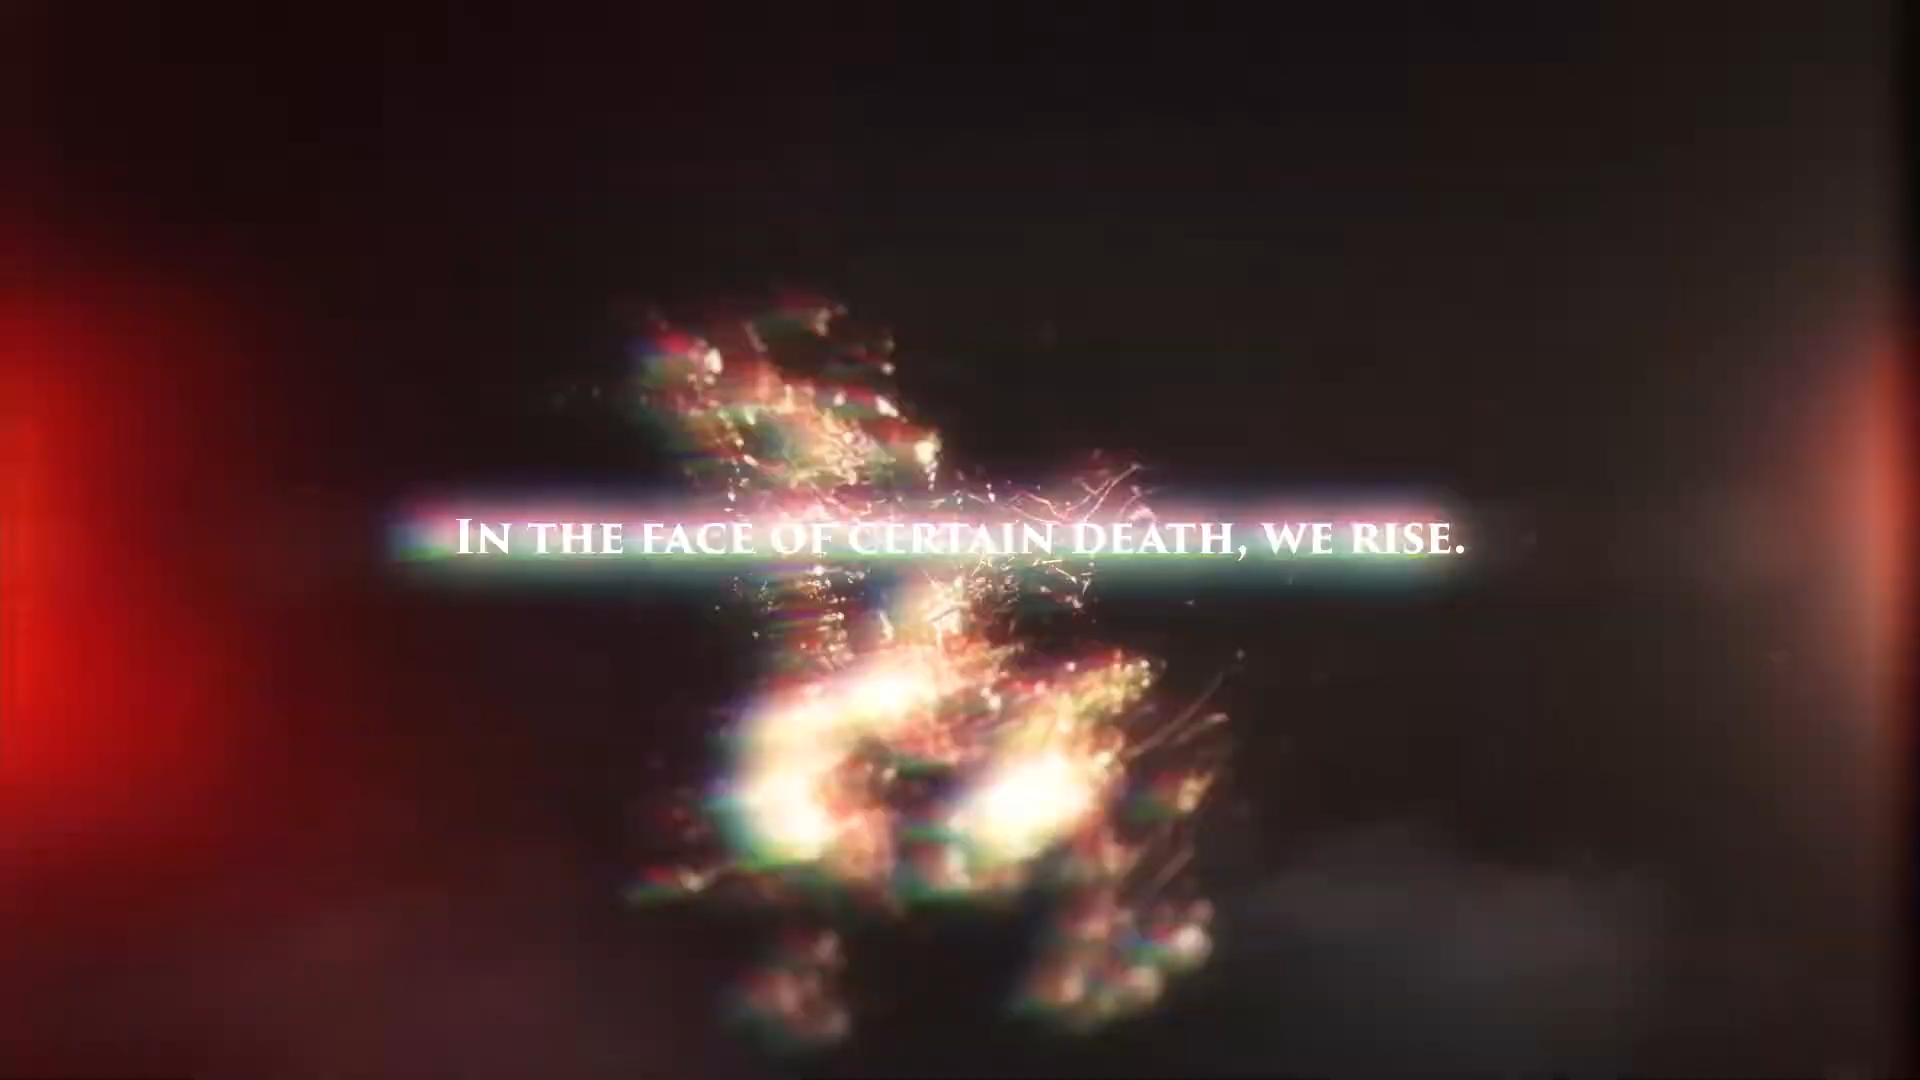 In the face of certain death, we rise.